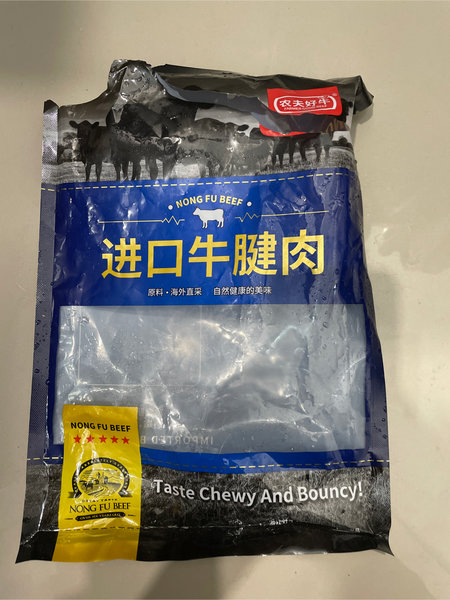 农夫好牛
NONG FU BEEF
进口牛腱肉
原料·海外直采 自然健康的美味
IMPORTED B
NONG FU BEEF
NONG FU BEEF
Taste Chewy And Bouncy!